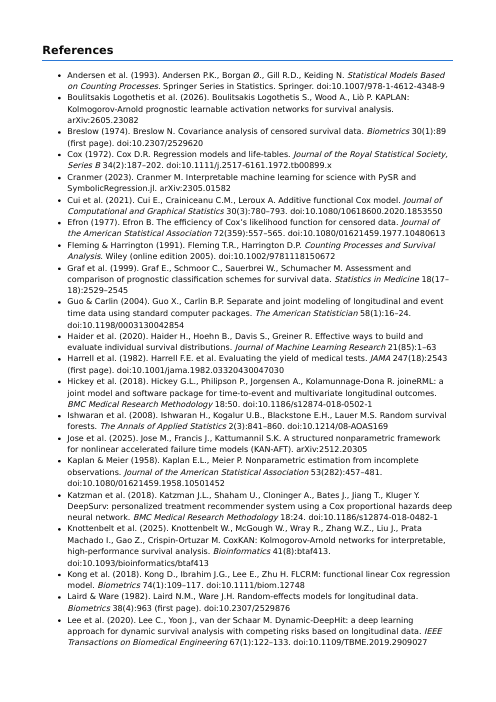 References
• Andersen et al. (1993). Andersen P.K., Borgan Ø., Gill R.D., Keiding N. Statistical Models Based
on Counting Processes. Springer Series in Statistics. Springer. doi:10.1007/978-1-4612-4348-9
• Boulitsakis Logothetis et al. (2026). Boulitsakis Logothetis S., Wood A., Liò P. KAPLAN:
Kolmogorov-Arnold prognostic learnable activation networks for survival analysis.
arXiv:2605.23082
• Breslow (1974). Breslow N. Covariance analysis of censored survival data. Biometrics 30(1):89
(first page). doi:10.2307/2529620
• Cox (1972). Cox D.R. Regression models and life-tables. Journal of the Royal Statistical Society,
Series B 34(2):187–202. doi:10.1111/j.2517-6161.1972.tb00899.x
• Cranmer (2023). Cranmer M. Interpretable machine learning for science with PySR and
SymbolicRegression.jl. arXiv:2305.01582
• Cui et al. (2021). Cui E., Crainiceanu C.M., Leroux A. Additive functional Cox model. Journal of
Computational and Graphical Statistics 30(3):780–793. doi:10.1080/10618600.2020.1853550
• Efron (1977). Efron B. The efficiency of Cox's likelihood function for censored data. Journal of
the American Statistical Association 72(359):557–565. doi:10.1080/01621459.1977.10480613
• Fleming & Harrington (1991). Fleming T.R., Harrington D.P. Counting Processes and Survival
Analysis. Wiley (online edition 2005). doi:10.1002/9781118150672
• Graf et al. (1999). Graf E., Schmoor C., Sauerbrei W., Schumacher M. Assessment and
comparison of prognostic classification schemes for survival data. Statistics in Medicine 18(17–
18):2529–2545
• Guo & Carlin (2004). Guo X., Carlin B.P. Separate and joint modeling of longitudinal and event
time data using standard computer packages. The American Statistician 58(1):16–24.
doi:10.1198/0003130042854
• Haider et al. (2020). Haider H., Hoehn B., Davis S., Greiner R. Effective ways to build and
evaluate individual survival distributions. Journal of Machine Learning Research 21(85):1–63
• Harrell et al. (1982). Harrell F.E. et al. Evaluating the yield of medical tests. JAMA 247(18):2543
(first page). doi:10.1001/jama.1982.03320430047030
• Hickey et al. (2018). Hickey G.L., Philipson P., Jorgensen A., Kolamunnage-Dona R. joineRML: a
joint model and software package for time-to-event and multivariate longitudinal outcomes.
BMC Medical Research Methodology 18:50. doi:10.1186/s12874-018-0502-1
• Ishwaran et al. (2008). Ishwaran H., Kogalur U.B., Blackstone E.H., Lauer M.S. Random survival
forests. The Annals of Applied Statistics 2(3):841–860. doi:10.1214/08-AOAS169
• Jose et al. (2025). Jose M., Francis J., Kattumannil S.K. A structured nonparametric framework
for nonlinear accelerated failure time models (KAN-AFT). arXiv:2512.20305
• Kaplan & Meier (1958). Kaplan E.L., Meier P. Nonparametric estimation from incomplete
observations. Journal of the American Statistical Association 53(282):457–481.
doi:10.1080/01621459.1958.10501452
• Katzman et al. (2018). Katzman J.L., Shaham U., Cloninger A., Bates J., Jiang T., Kluger Y.
DeepSurv: personalized treatment recommender system using a Cox proportional hazards deep
neural network. BMC Medical Research Methodology 18:24. doi:10.1186/s12874-018-0482-1
• Knottenbelt et al. (2025). Knottenbelt W., McGough W., Wray R., Zhang W.Z., Liu J., Prata
Machado I., Gao Z., Crispin-Ortuzar M. CoxKAN: Kolmogorov-Arnold networks for interpretable,
high-performance survival analysis. Bioinformatics 41(8):btaf413.
doi:10.1093/bioinformatics/btaf413
• Kong et al. (2018). Kong D., Ibrahim J.G., Lee E., Zhu H. FLCRM: functional linear Cox regression
model. Biometrics 74(1):109–117. doi:10.1111/biom.12748
• Laird & Ware (1982). Laird N.M., Ware J.H. Random-effects models for longitudinal data.
Biometrics 38(4):963 (first page). doi:10.2307/2529876
• Lee et al. (2020). Lee C., Yoon J., van der Schaar M. Dynamic-DeepHit: a deep learning
approach for dynamic survival analysis with competing risks based on longitudinal data. IEEE
Transactions on Biomedical Engineering 67(1):122–133. doi:10.1109/TBME.2019.2909027